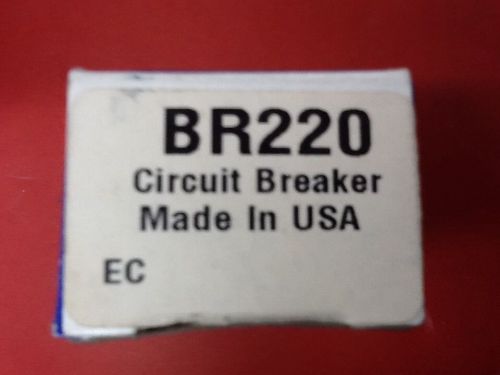 BR220
Circuit Breaker
Made In USA
EC